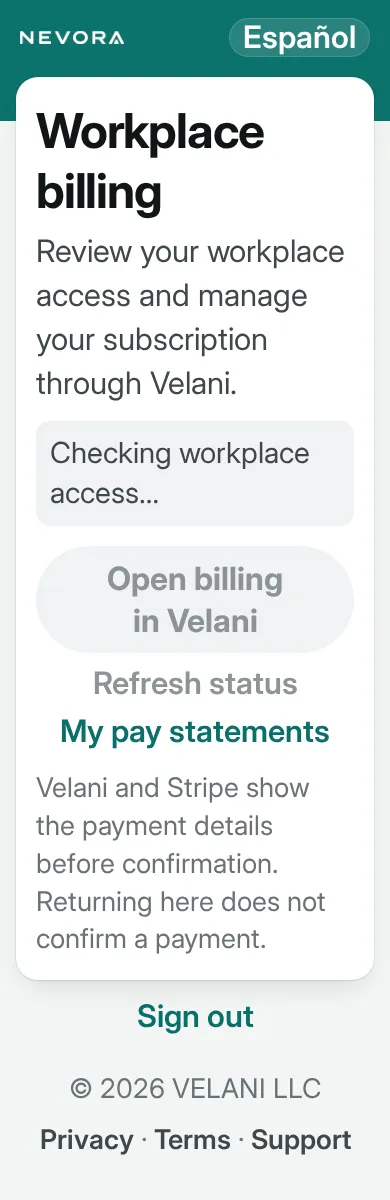 NEVORA
Español
Workplace
billing
Review your workplace
access and manage
your subscription
through Velani.
Checking workplace
access...
Open billing
in Velani
Refresh status
My pay statements
Velani and Stripe show
the payment details
before confirmation.
Returning here does not
confirm a payment.
Sign out
© 2026 VELANI LLC
Privacy · Terms · Support